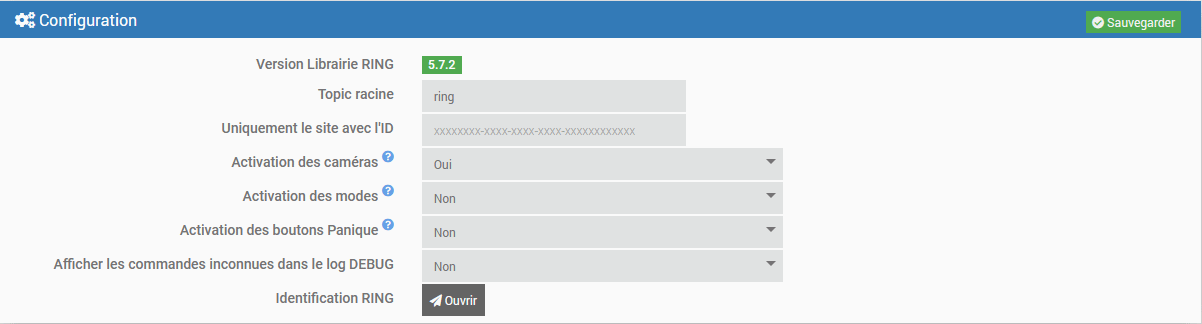 Configuration
Sauvegarder
Version Librairie RING 5.7.2
Topic racine ring
Uniquement le site avec l'ID xxxxxxxx-xxxx-xxxx-xxxx-xxxxxxxxxxxx
Activation des caméras ? Oui
Activation des modes ? Non
Activation des boutons Panique ? Non
Afficher les commandes inconnues dans le log DEBUG Non
Identification RING Ouvrir